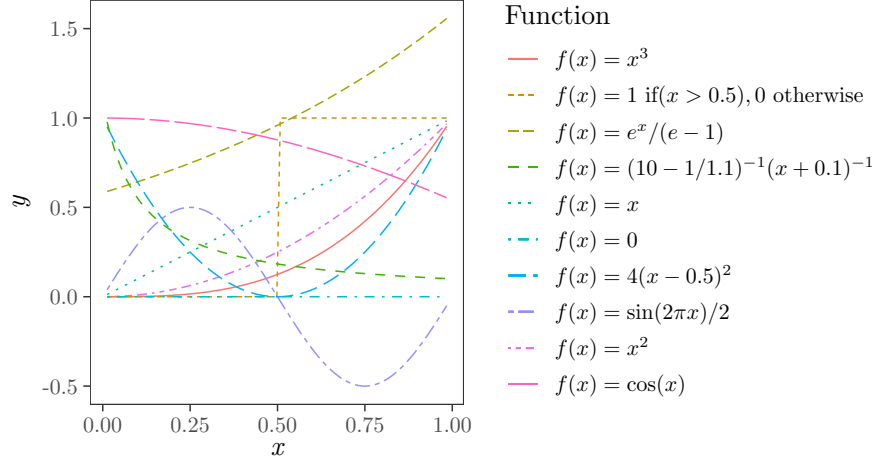 Function
f(x) = x³
f(x) = 1 if(x > 0.5), 0 otherwise
f(x) = eˣ/(e − 1)
f(x) = (10 − 1/1.1)⁻¹(x + 0.1)⁻¹
f(x) = x
f(x) = 0
f(x) = 4(x − 0.5)²
f(x) = sin(2πx)/2
f(x) = x²
f(x) = cos(x)
y
1.5
1.0
0.5
0.0
-0.5
0.00 0.25 0.50 0.75 1.00
x